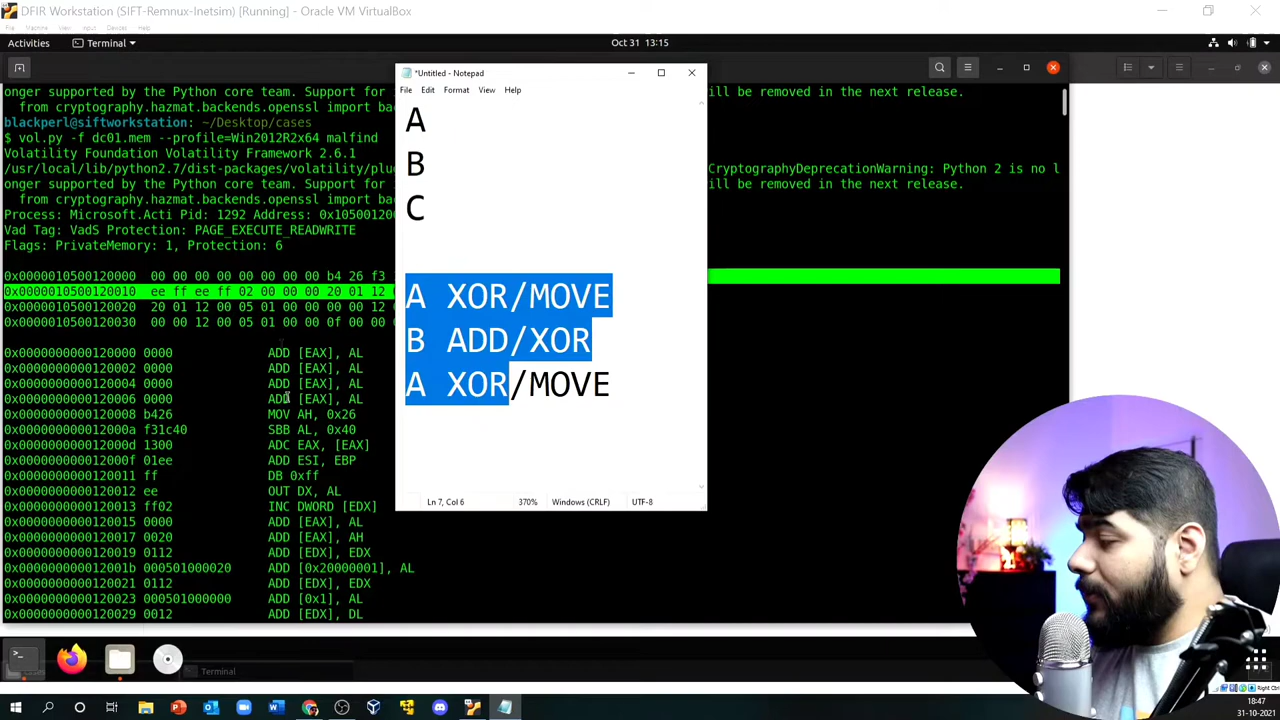 DFIR Workstation (SIFT-Remnux-Inetsim) [Running] - Oracle VM VirtualBox
File Machine View Input Devices Help
Activities Terminal Oct 31 13:15
*Untitled - Notepad
File Edit Format View Help
A
B
C
A XOR/MOVE
B ADD/XOR
A XOR/MOVE
Ln 7, Col 6 370% Windows (CRLF) UTF-8
onger supported by the Python core team. Support for ill be removed in the next release.
from cryptography.hazmat.backends.openssl import bac
blackperl@siftworkstation: ~/Desktop/cases
$ vol.py -f dc01.mem --profile=Win2012R2x64 malfind
Volatility Foundation Volatility Framework 2.6.1
/usr/local/lib/python2.7/dist-packages/volatility/plu CryptographyDeprecationWarning: Python 2 is no l
onger supported by the Python core team. Support for ill be removed in the next release.
from cryptography.hazmat.backends.openssl import bac
Process: Microsoft.Acti Pid: 1292 Address: 0x10500120
Vad Tag: VadS Protection: PAGE_EXECUTE_READWRITE
Flags: PrivateMemory: 1, Protection: 6
0x0000010500120000 00 00 00 00 00 00 00 00 b4 26 f3
0x0000010500120010 ee ff ee ff 02 00 00 00 20 01 12
0x0000010500120020 20 01 12 00 05 01 00 00 00 00 12
0x0000010500120030 00 00 12 00 05 01 00 00 0f 00 00
0x0000000000120000 0000 ADD [EAX], AL
0x0000000000120002 0000 ADD [EAX], AL
0x0000000000120004 0000 ADD [EAX], AL
0x0000000000120006 0000 ADD [EAX], AL
0x0000000000120008 b426 MOV AH, 0x26
0x000000000012000a f31c40 SBB AL, 0x40
0x000000000012000d 1300 ADC EAX, [EAX]
0x000000000012000f 01ee ADD ESI, EBP
0x0000000000120011 ff DB 0xff
0x0000000000120012 ee OUT DX, AL
0x0000000000120013 ff02 INC DWORD [EDX]
0x0000000000120015 0000 ADD [EAX], AL
0x0000000000120017 0020 ADD [EAX], AH
0x0000000000120019 0112 ADD [EDX], EDX
0x000000000012001b 000501000020 ADD [0x20000001], AL
0x0000000000120021 0112 ADD [EDX], EDX
0x0000000000120023 000501000000 ADD [0x1], AL
0x0000000000120029 0012 ADD [EDX], DL
Terminal
Right Ctrl
18:47
31-10-2021